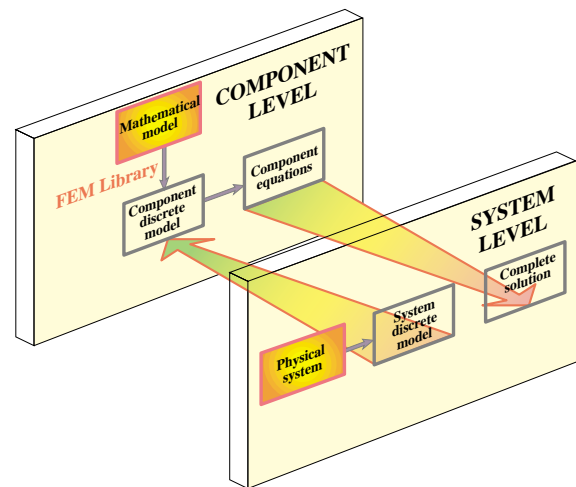 COMPONENT
LEVEL
Mathematical
model
FEM Library
Component
discrete
model
Component
equations
SYSTEM
LEVEL
Complete
solution
System
discrete
model
Physical
system